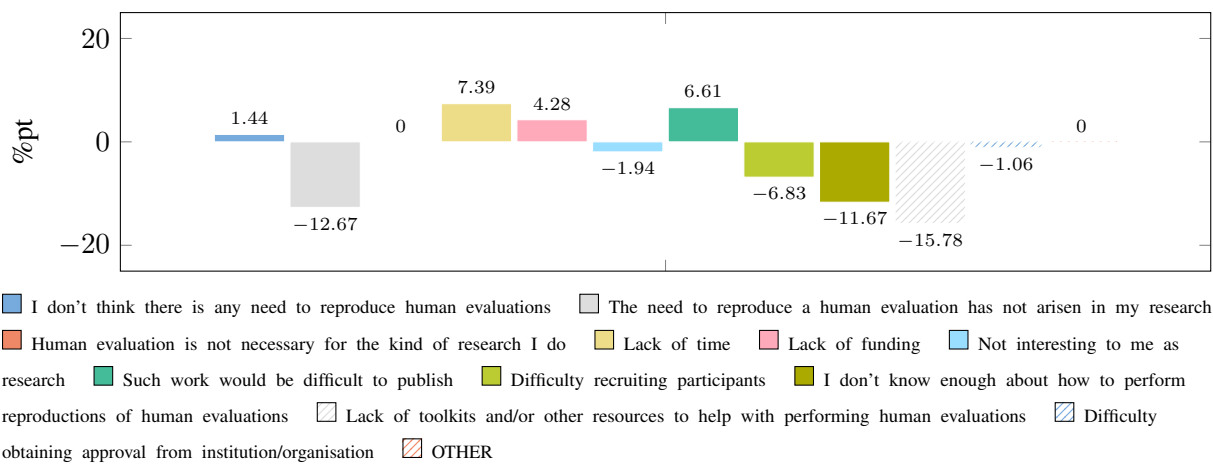 20
7.39
6.61
4.28
1.44
0
0
%pt
0
−1.94
−1.06
−6.83
−12.67
−11.67
−15.78
−20
I don't think there is any need to reproduce human evaluations The need to reproduce a human evaluation has not arisen in my research
Human evaluation is not necessary for the kind of research I do Lack of time Lack of funding Not interesting to me as
research Such work would be difficult to publish Difficulty recruiting participants I don't know enough about how to perform
reproductions of human evaluations Lack of toolkits and/or other resources to help with performing human evaluations Difficulty
obtaining approval from institution/organisation OTHER